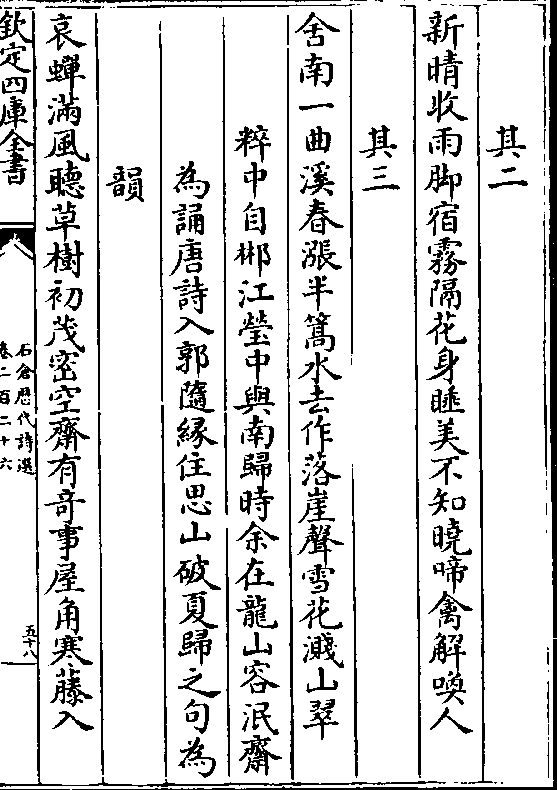 其二
新晴收雨脚宿霧隔花身睡美不知曉啼禽解喚人
其三
舍南一曲溪春漲半篙水去作落崖聲雪花濺山翠
粹中自郴江瑩中與南歸時余在龍山容泯齋
為誦唐詩入郭隨緣住思山破夏歸之句為
韻
哀蟬滿風聽草樹初茂密空齋有竒事屋角寒藤入
欽定四庫全書
石倉歴代詩選
卷二百二十六
五十八